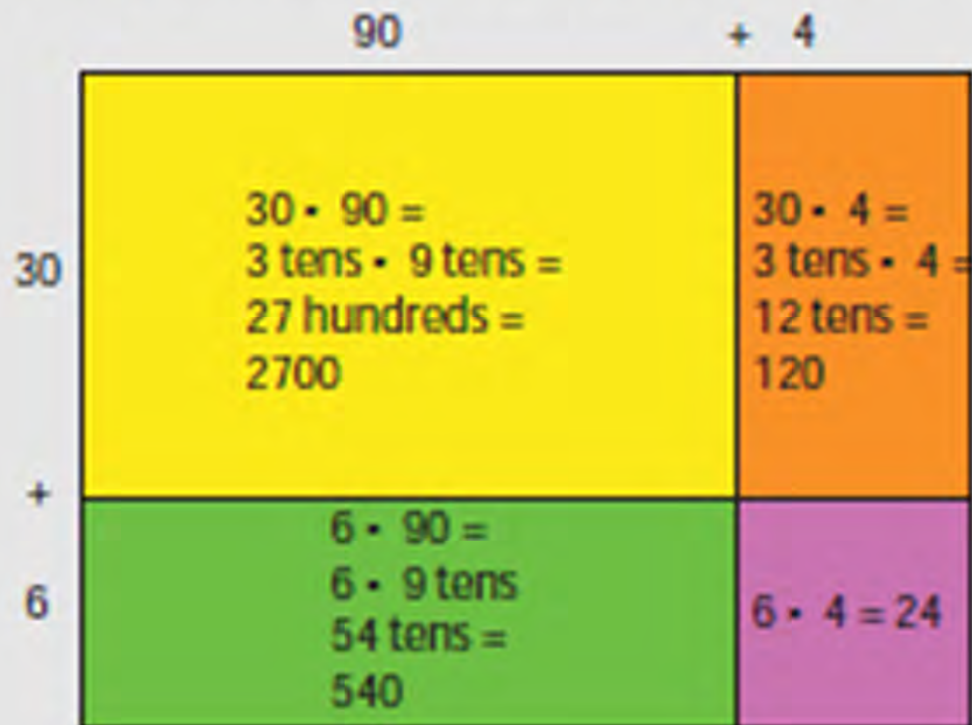 90 + 4
30
30 • 90 =
3 tens • 9 tens =
27 hundreds =
2700
30 • 4 =
3 tens • 4 =
12 tens =
120
+
6
6 • 90 =
6 • 9 tens
54 tens =
540
6 • 4 = 24